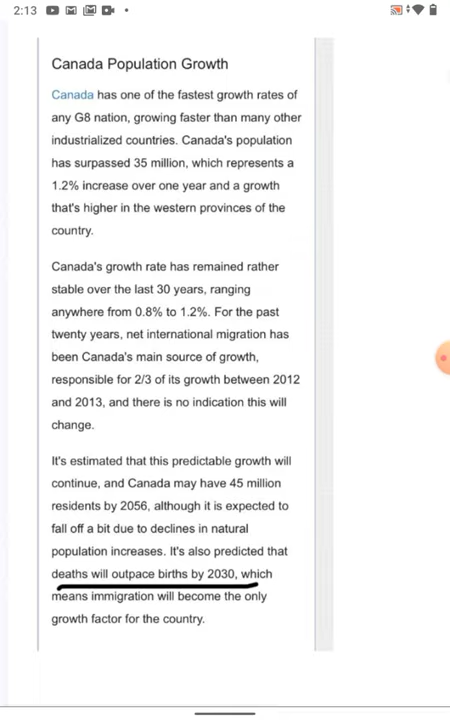 2:13
Canada Population Growth
Canada has one of the fastest growth rates of
any G8 nation, growing faster than many other
industrialized countries. Canada's population
has surpassed 35 million, which represents a
1.2% increase over one year and a growth
that's higher in the western provinces of the
country.
Canada's growth rate has remained rather
stable over the last 30 years, ranging
anywhere from 0.8% to 1.2%. For the past
twenty years, net international migration has
been Canada's main source of growth,
responsible for 2/3 of its growth between 2012
and 2013, and there is no indication this will
change.
It's estimated that this predictable growth will
continue, and Canada may have 45 million
residents by 2056, although it is expected to
fall off a bit due to declines in natural
population increases. It's also predicted that
deaths will outpace births by 2030, which
means immigration will become the only
growth factor for the country.